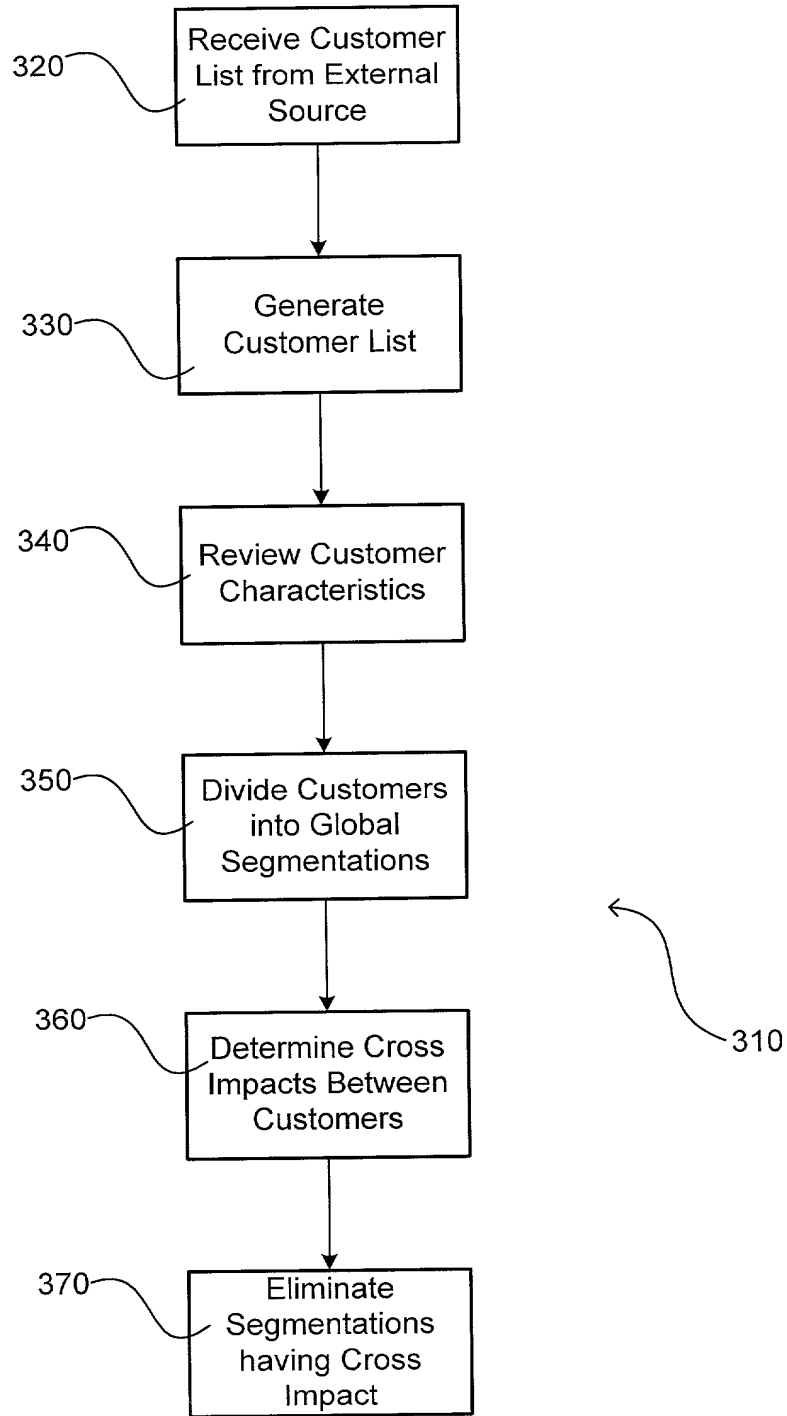 320
Receive Customer
List from External
Source
330
Generate
Customer List
340
Review Customer
Characteristics
350
Divide Customers
into Global
Segmentations
360
Determine Cross
Impacts Between
Customers
310
370
Eliminate
Segmentations
having Cross
Impact